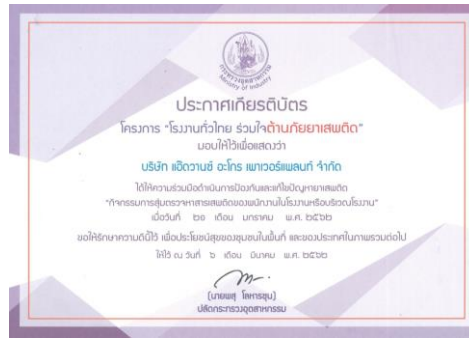 กระทรวงอุตสาหกรรม
Ministry of Industry
ประกาศเกียรติบัตร
โครงการ "โรงงานทั่วไทย ร่วมใจต้านภัยยาเสพติด"
มอบให้ไว้เพื่อแสดงว่า
บริษัท แอ๊ดวานซ์ อะโกร เพาเวอร์แพลนท์ จำกัด
ได้ให้ความร่วมมือดำเนินการป้องกันและแก้ไขปัญหายาเสพติด
"กิจกรรมการสุ่มตรวจหาสารเสพติดของพนักงานในโรงงานหรือบริเวณโรงงาน"
เมื่อวันที่ ๒๑ เดือน มกราคม พ.ศ. ๒๕๖๒
ขอให้รักษาความดีนี้ไว้ เพื่อประโยชน์สุขของชุมชนในพื้นที่ และของประเทศในภาพรวมต่อไป
ให้ไว้ ณ วันที่ ๖ เดือน มีนาคม พ.ศ. ๒๕๖๒
(นายพสุ โลหารชุน)
ปลัดกระทรวงอุตสาหกรรม